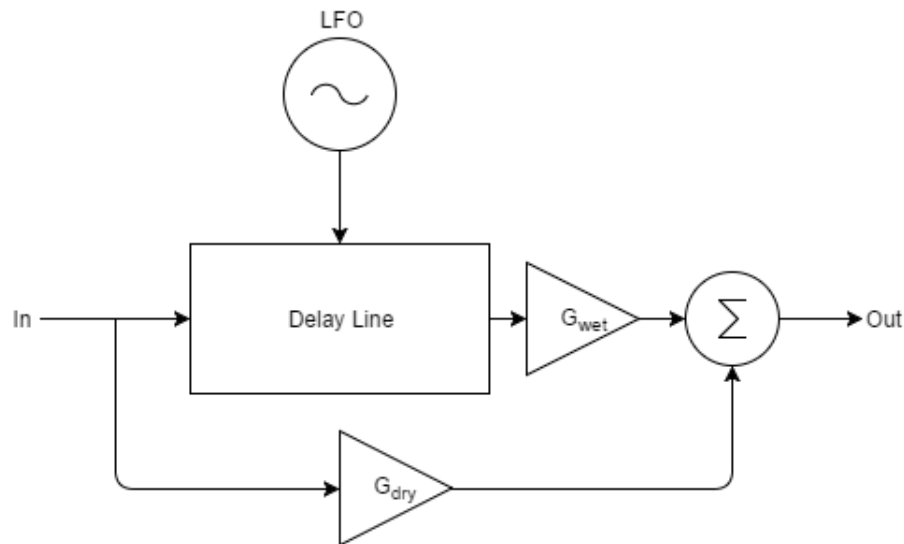 LFO
In
Delay Line
Gwet
Σ
Out
Gdry